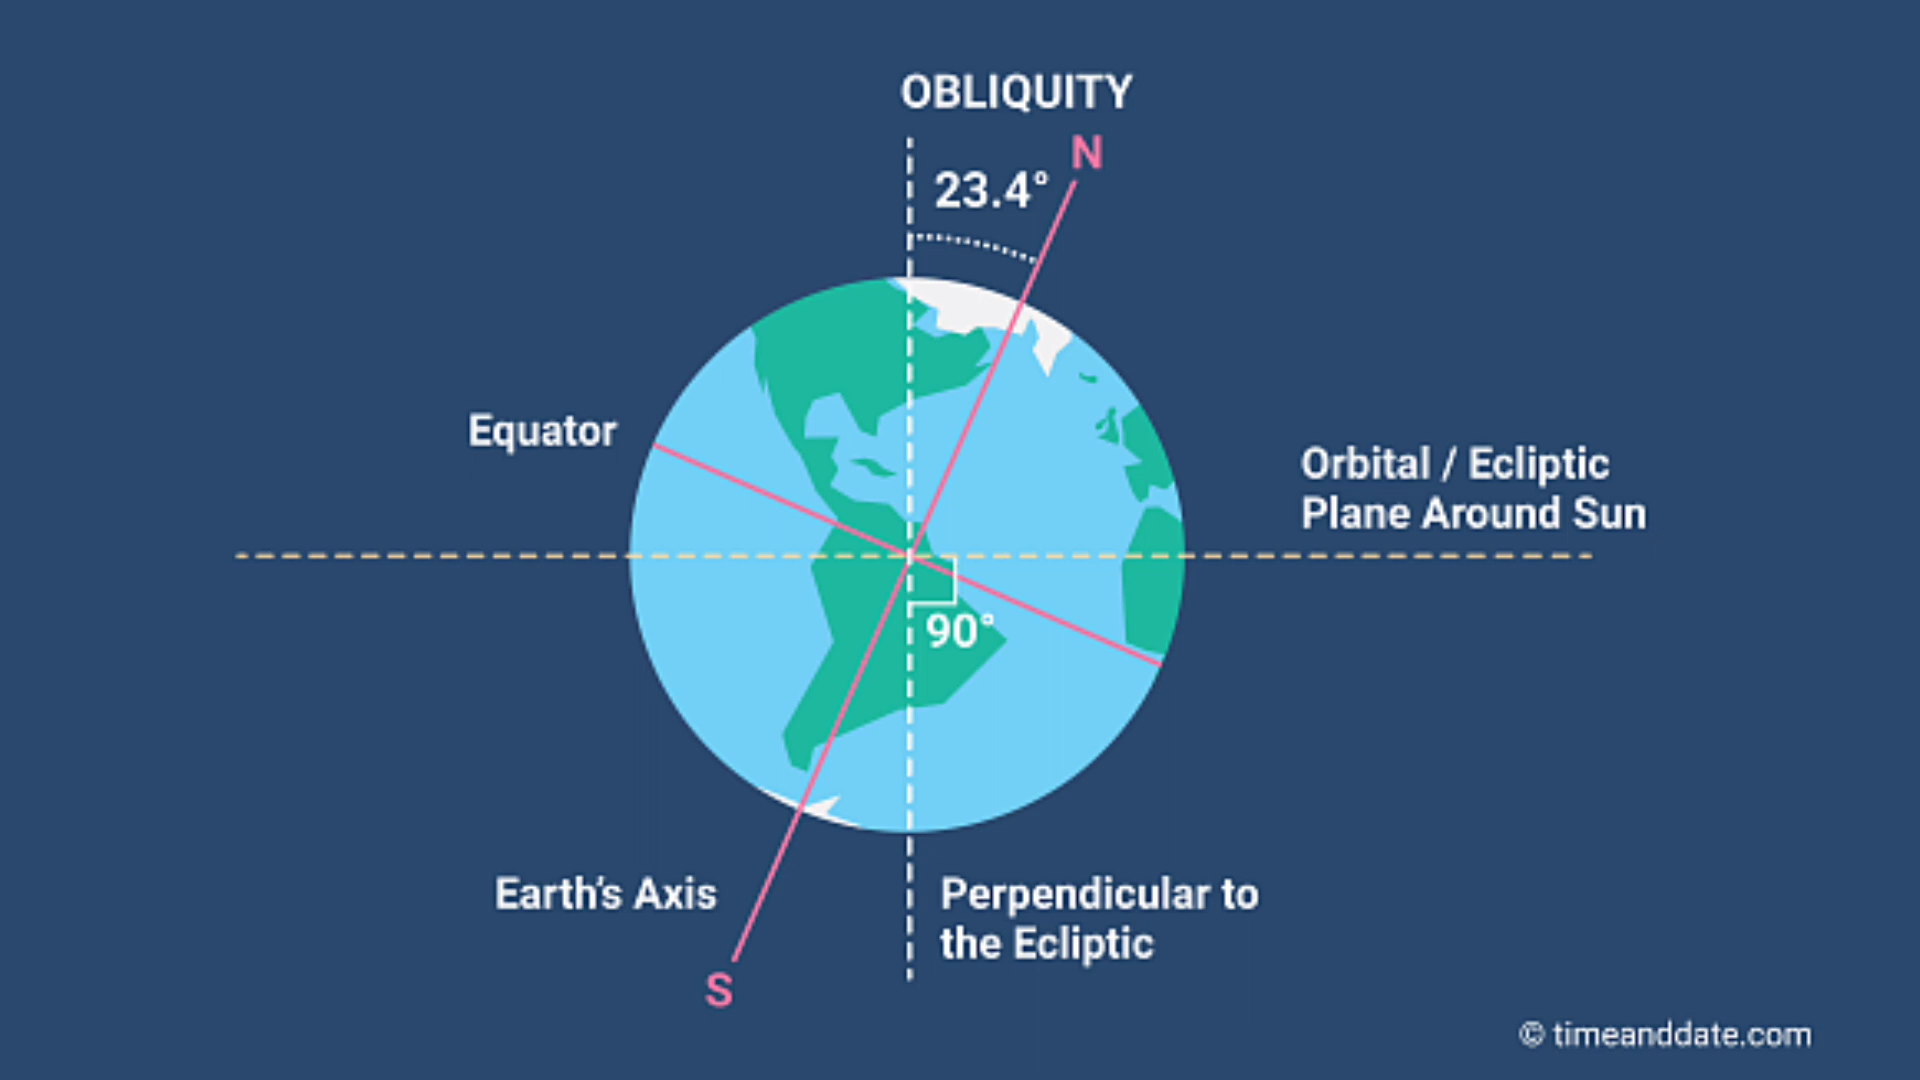 OBLIQUITY
N
23.4°
Equator
Orbital / Ecliptic
Plane Around Sun
90°
Earth's Axis
Perpendicular to
the Ecliptic
S
© timeanddate.com